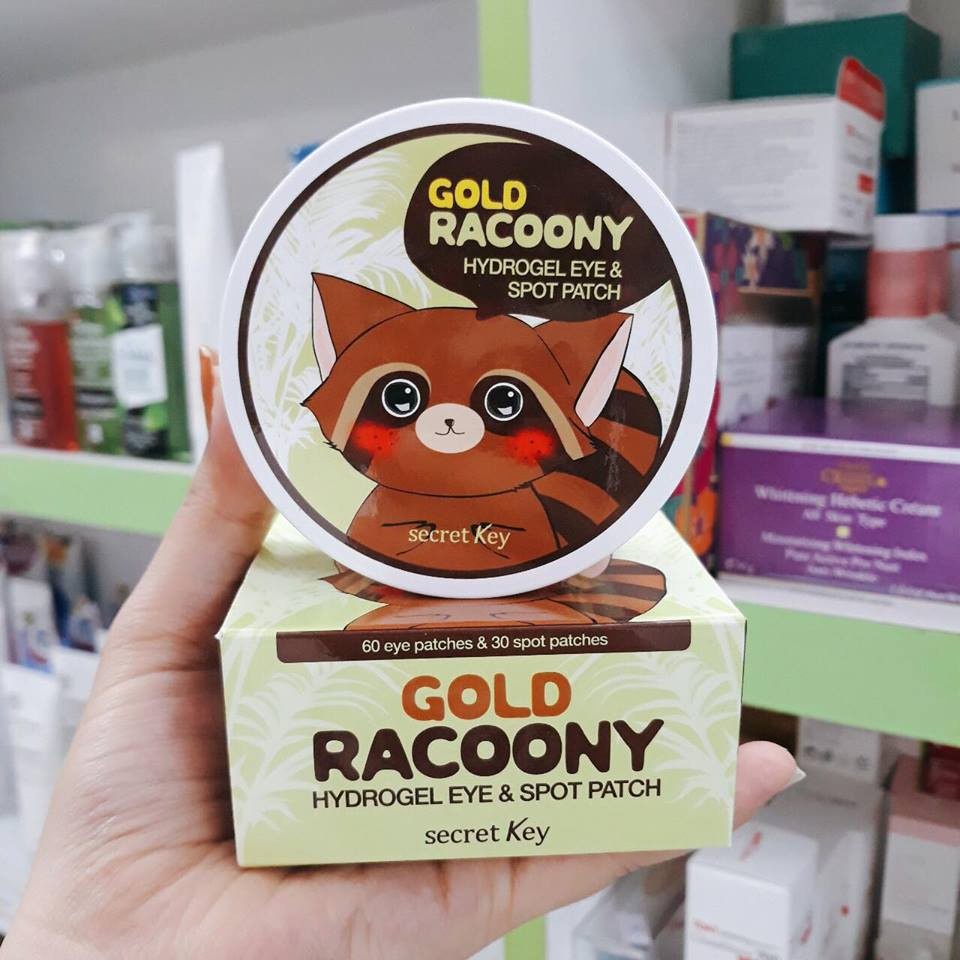 GOLD
RACOONY
HYDROGEL EYE &
SPOT PATCH
secret Key
60 eye patches & 30 spot patches
GOLD
RACOONY
HYDROGEL EYE & SPOT PATCH
secret Key
Whitening Hebetic Cream
All Skin Type